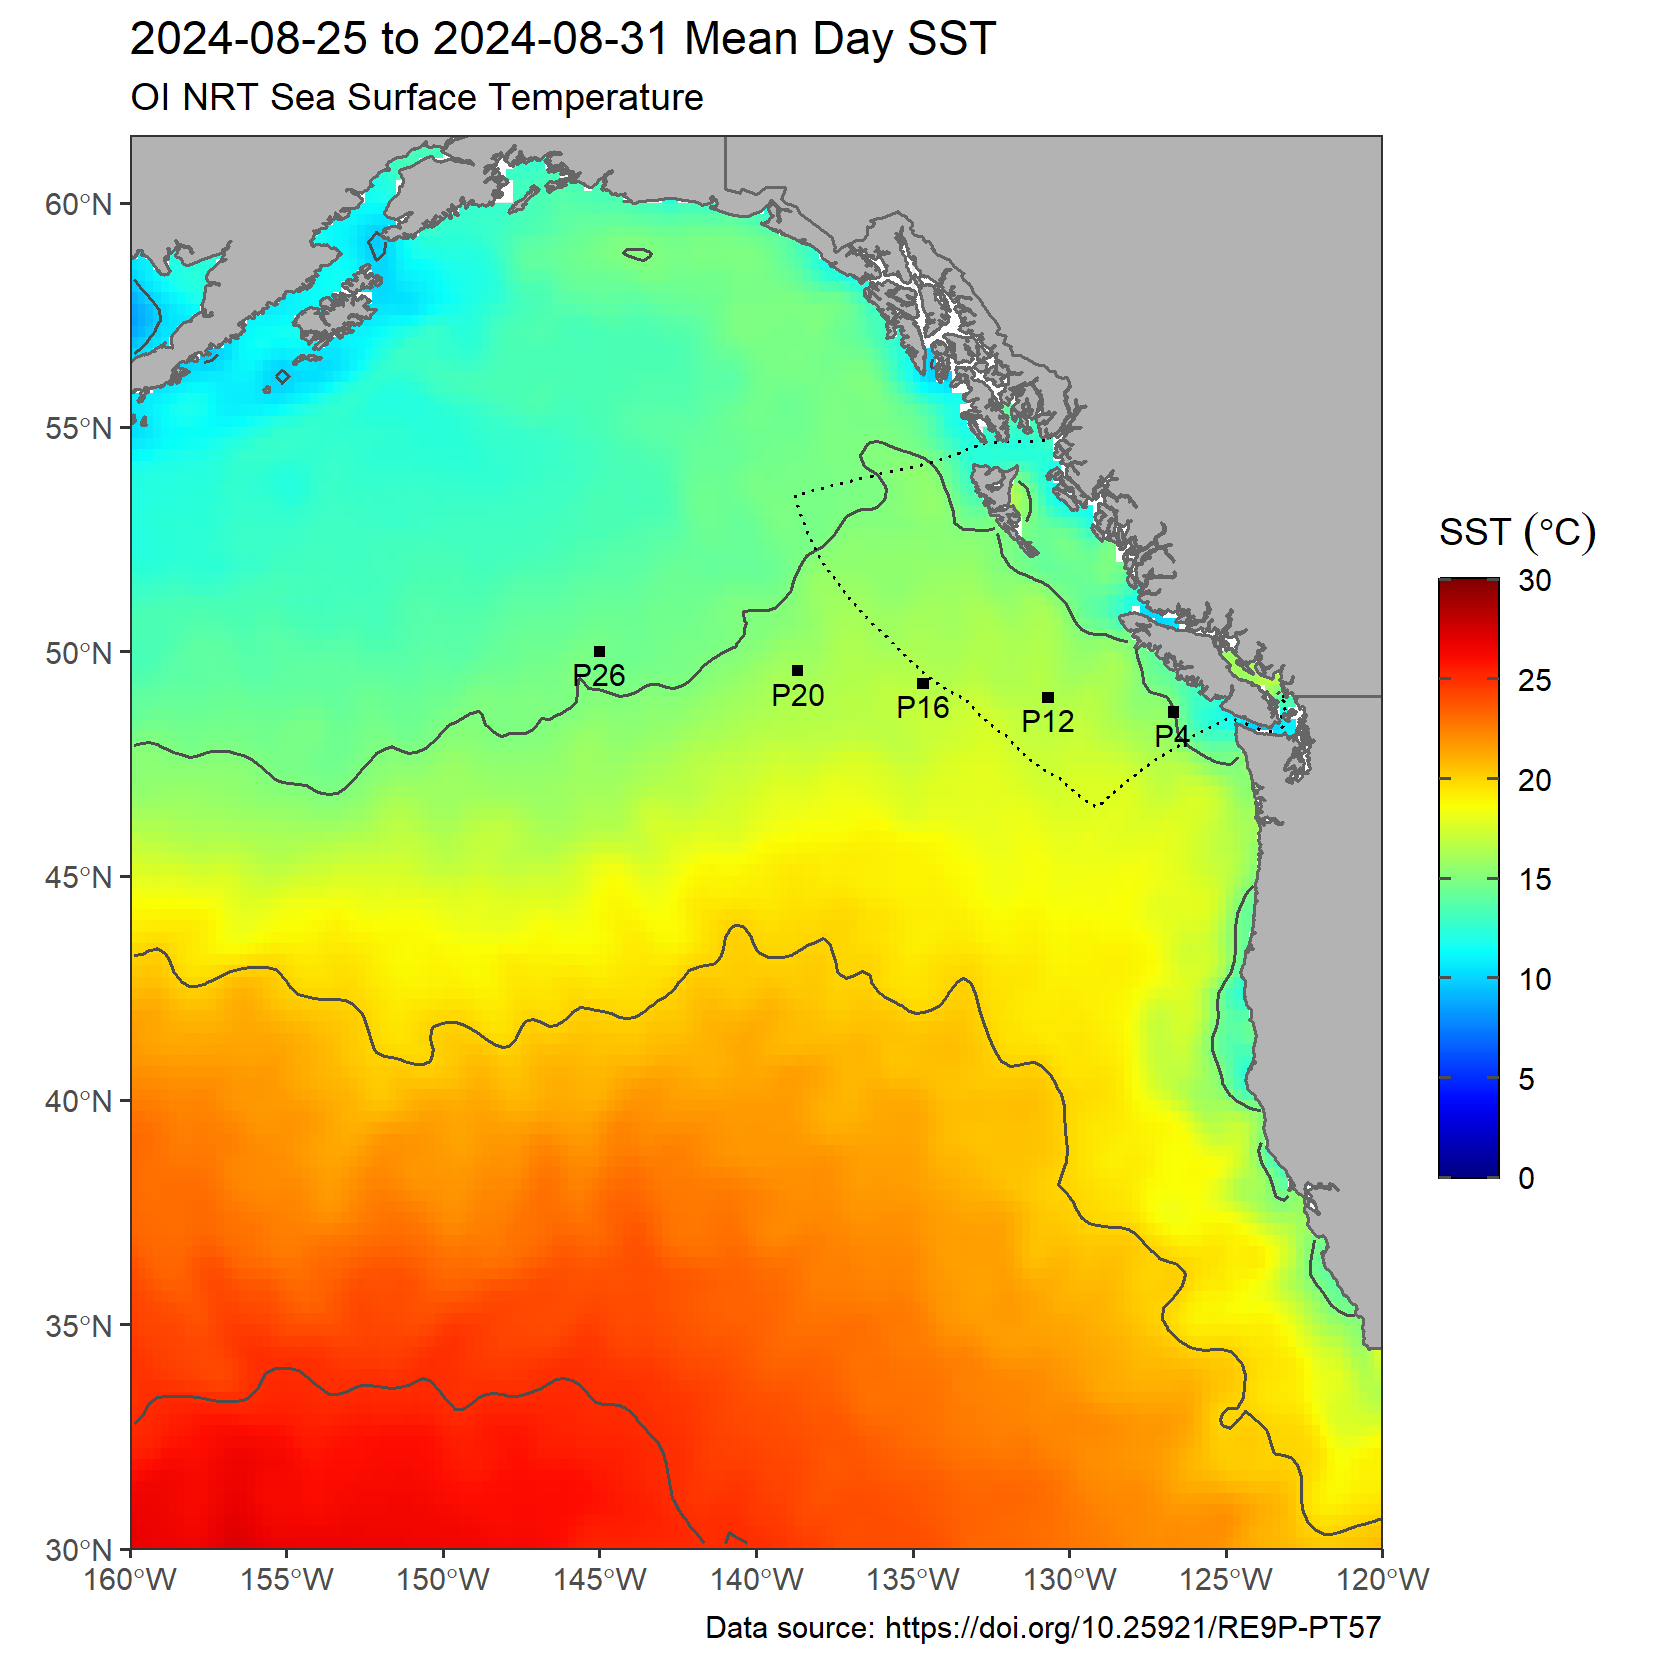 2024-08-25 to 2024-08-31 Mean Day SST
OI NRT Sea Surface Temperature
60°N
55°N
50°N
45°N
40°N
35°N
30°N
P26
P20
P16
P12
P4
SST (°C)
30
25
20
15
10
5
0
160°W 155°W 150°W 145°W 140°W 135°W 130°W 125°W 120°W
Data source: https://doi.org/10.25921/RE9P-PT57